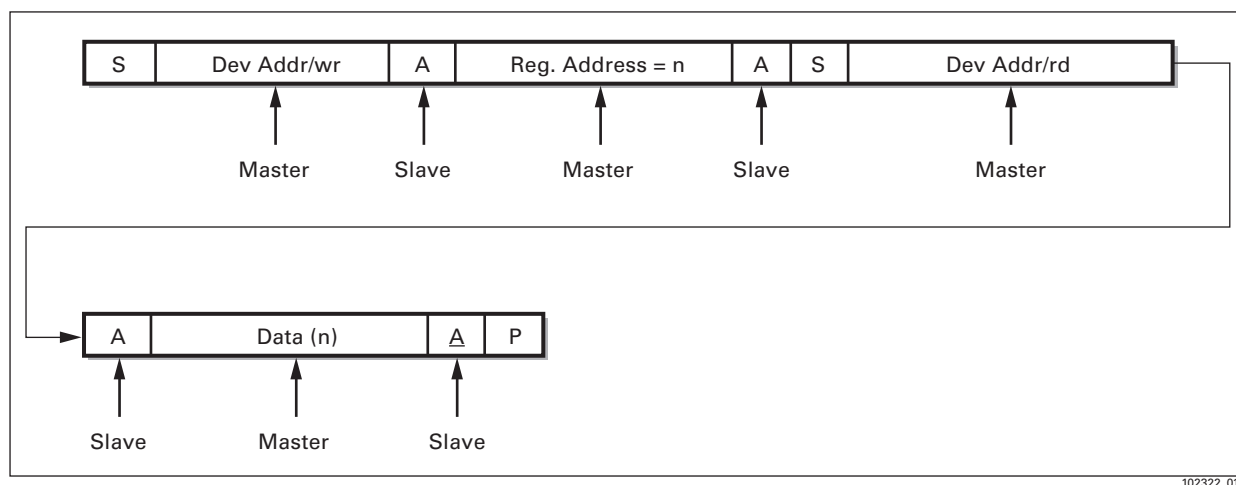 S Dev Addr/wr A Reg. Address = n A S Dev Addr/rd
Master Slave Master Slave Master
A Data (n) A P
Slave Master Slave